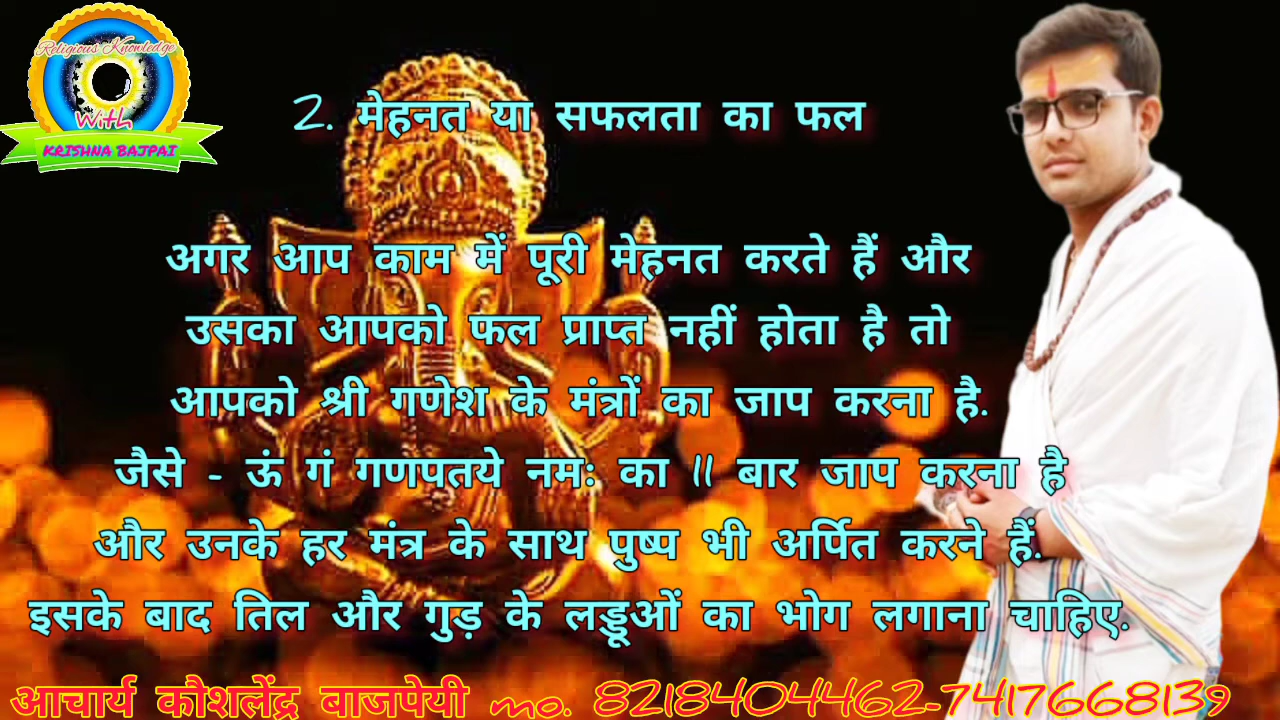 Religious Knowledge
With
KRISHNA BAJPAI
2. मेहनत या सफलता का फल
अगर आप काम में पूरी मेहनत करते हैं और
उसका आपको फल प्राप्त नहीं होता है तो
आपको श्री गणेश के मंत्रों का जाप करना है.
जैसे - ऊं गं गणपतये नमः का 11 बार जाप करना है
और उनके हर मंत्र के साथ पुष्प भी अर्पित करने हैं.
इसके बाद तिल और गुड़ के लड्डूओं का भोग लगाना चाहिए.
आचार्य कौशलेंद्र बाजपेयी mo. 8218404462-7417668139